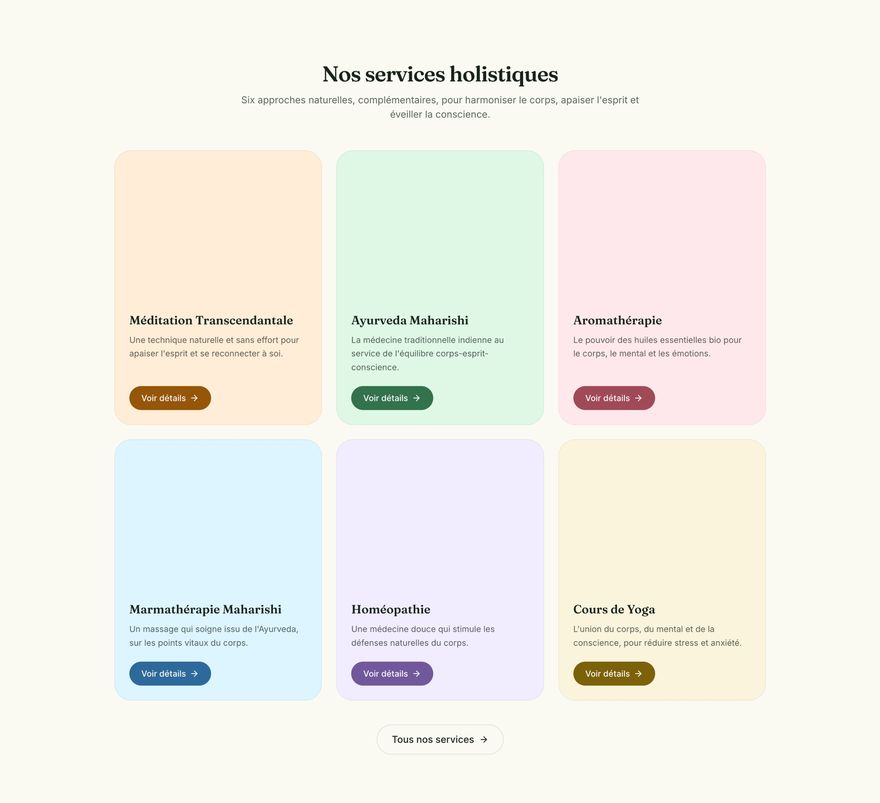 Nos services holistiques
Six approches naturelles, complémentaires, pour harmoniser le corps, apaiser l'esprit et
éveiller la conscience.
Méditation Transcendantale
Une technique naturelle et sans effort pour
apaiser l'esprit et se reconnecter à soi.
Voir détails →
Ayurveda Maharishi
La médecine traditionnelle indienne au
service de l'équilibre corps-esprit-
conscience.
Voir détails →
Aromathérapie
Le pouvoir des huiles essentielles bio pour
le corps, le mental et les émotions.
Voir détails →
Marmathérapie Maharishi
Un massage qui soigne issu de l'Ayurveda,
sur les points vitaux du corps.
Voir détails →
Homéopathie
Une médecine douce qui stimule les
défenses naturelles du corps.
Voir détails →
Cours de Yoga
L'union du corps, du mental et de la
conscience, pour réduire stress et anxiété.
Voir détails →
Tous nos services →